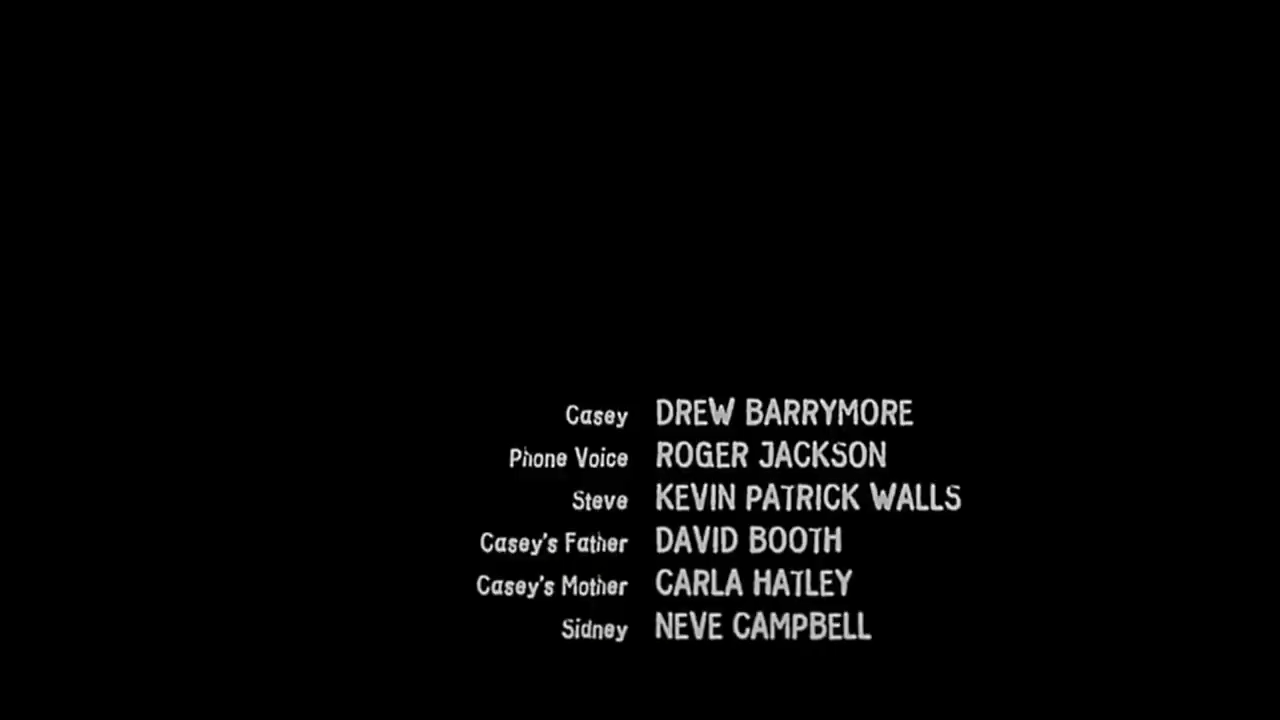 Casey DREW BARRYMORE
Phone Voice ROGER JACKSON
Steve KEVIN PATRICK WALLS
Casey's Father DAVID BOOTH
Casey's Mother CARLA HATLEY
Sidney NEVE CAMPBELL